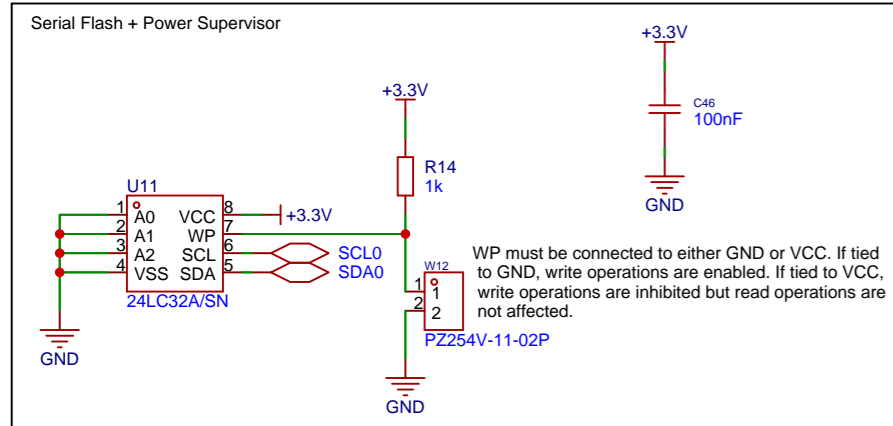 Serial Flash + Power Supervisor
+3.3V
C46
100nF
GND
+3.3V
R14
1k
U11
1 A0 VCC 8 +3.3V
2 A1 WP 7
3 A2 SCL 6 SCL0
4 VSS SDA 5 SDA0
24LC32A/SN
GND
W12
1 1
2 2
PZ254V-11-02P
GND
WP must be connected to either GND or VCC. If tied
to GND, write operations are enabled. If tied to VCC,
write operations are inhibited but read operations are
not affected.